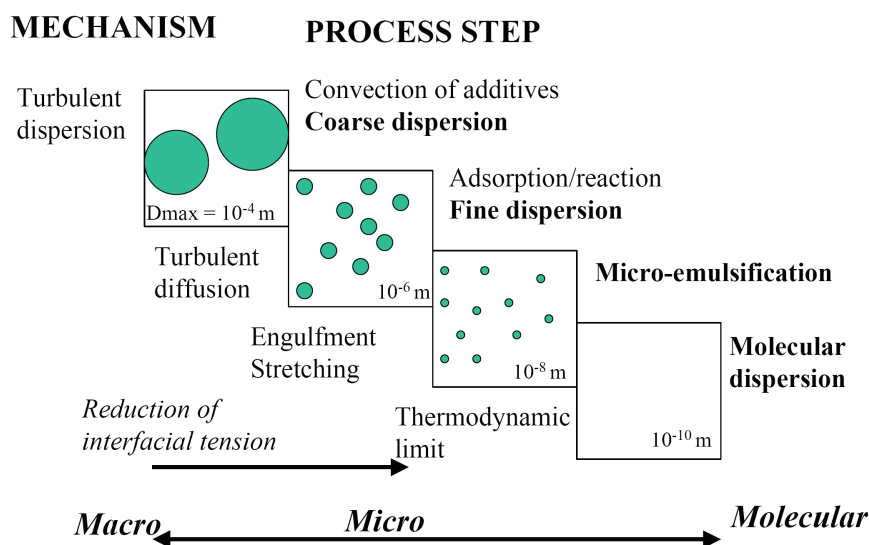 MECHANISM
PROCESS STEP
Turbulent
dispersion
Convection of additives
Coarse dispersion
Dmax = 10⁻⁴ m
Adsorption/reaction
Fine dispersion
Turbulent
diffusion
10⁻⁶ m
Micro-emulsification
Engulfment
Stretching
10⁻⁸ m
Molecular
dispersion
Reduction of
interfacial tension
Thermodynamic
limit
10⁻¹⁰ m
Macro
Micro
Molecular